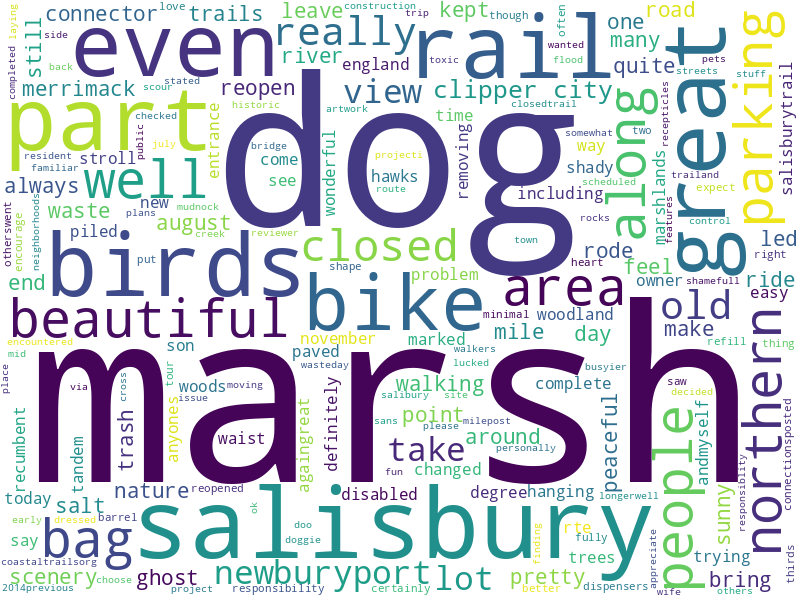 construction
love
trip
though
often
connector
trails
leave
kept
one
road
completed
side
still
even
really
rail
great
parking
many
wanted
toxic
flood
stuff
streets
pets
back
laying
river
england
quite
stated
scour
merrimack
reopen
view
clipper city
part
historic
artwork
closedtrail
time
along
recepticles
salisburytrail
checked
public
july
entrance
dog
removing
somewhat
two
bridge
projecti
resident
familiar
stroll
come
hawks
way
scheduled
trailand
always
well
wonderful
see
route
including
shady
marshlands
expect
new
waste
august
mudnock
rocks
features
control
otherswent
encourage
neighborhoods
plans
creek
reviewer
town
piled
closed
rode
led
end
birds
put
shape
problem
heart
feel
right
area
owner
shamefull
ride
bike
minimal
woodland
old
easy
beautiful
november
marked
mile
day
make
refill
thing
encountered
son
paved
walkers
busyier
mid
via
tour
wasteday
lucked
saw
place
cross
moving
salibury
site
complete
decided
woods
issue
walking
marsh
northern
recumbent
tandem
trash
anyones
waist
againgreat
definitely
sans
milepost
point
please
peaceful
people
andmyself
take
around
personally
connectionsposted
today
nature
reopened
fun
changed
salt
disabled
degree
hanging
longerwell
sunny
responsiblity
early
dressed
barrel
salisbury
ok
doo
doggie
rte
fully
say
bag
trees
trying
finding
coastaltrailsorg
scenery
ghost
newburyport
lot
pretty
bring
appreciate
thirds
2014previous
choose
project
responsibility
certainly
better
dispensers
wife
others